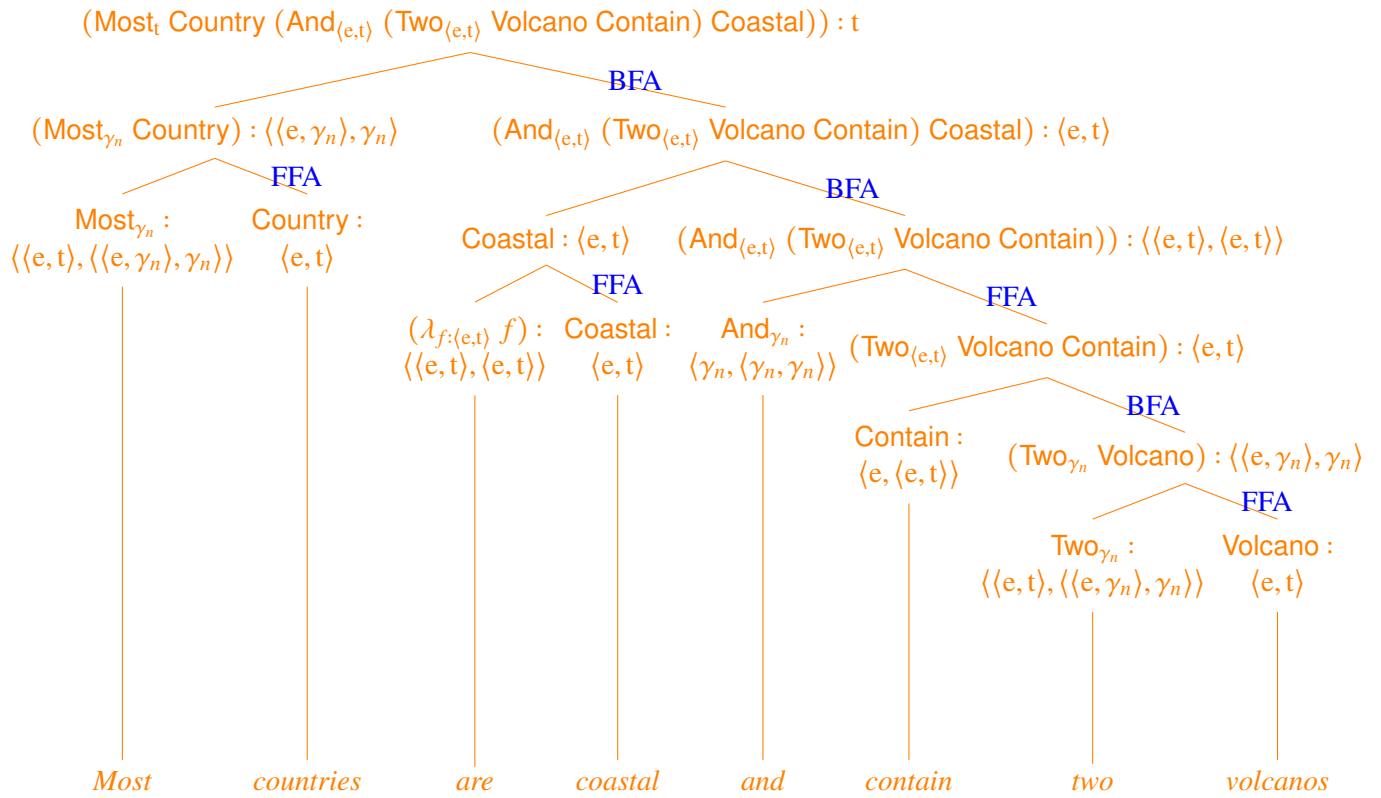 (Most_t Country (And_⟨e,t⟩ (Two_⟨e,t⟩ Volcano Contain) Coastal)) : t
BFA
(Most_γn Country) : ⟨⟨e, γn⟩, γn⟩
(And_⟨e,t⟩ (Two_⟨e,t⟩ Volcano Contain) Coastal) : ⟨e, t⟩
FFA
BFA
Most_γn :
⟨⟨e, t⟩, ⟨⟨e, γn⟩, γn⟩⟩
Country :
⟨e, t⟩
Coastal : ⟨e, t⟩
(And_⟨e,t⟩ (Two_⟨e,t⟩ Volcano Contain)) : ⟨⟨e, t⟩, ⟨e, t⟩⟩
FFA
FFA
(λ_f:⟨e,t⟩ f) :
⟨⟨e, t⟩, ⟨e, t⟩⟩
Coastal :
⟨e, t⟩
And_γn :
⟨γn, ⟨γn, γn⟩⟩
(Two_⟨e,t⟩ Volcano Contain) : ⟨e, t⟩
BFA
Contain :
⟨e, ⟨e, t⟩⟩
(Two_γn Volcano) : ⟨⟨e, γn⟩, γn⟩
FFA
Two_γn :
⟨⟨e, t⟩, ⟨⟨e, γn⟩, γn⟩⟩
Volcano :
⟨e, t⟩
Most countries are coastal and contain two volcanos